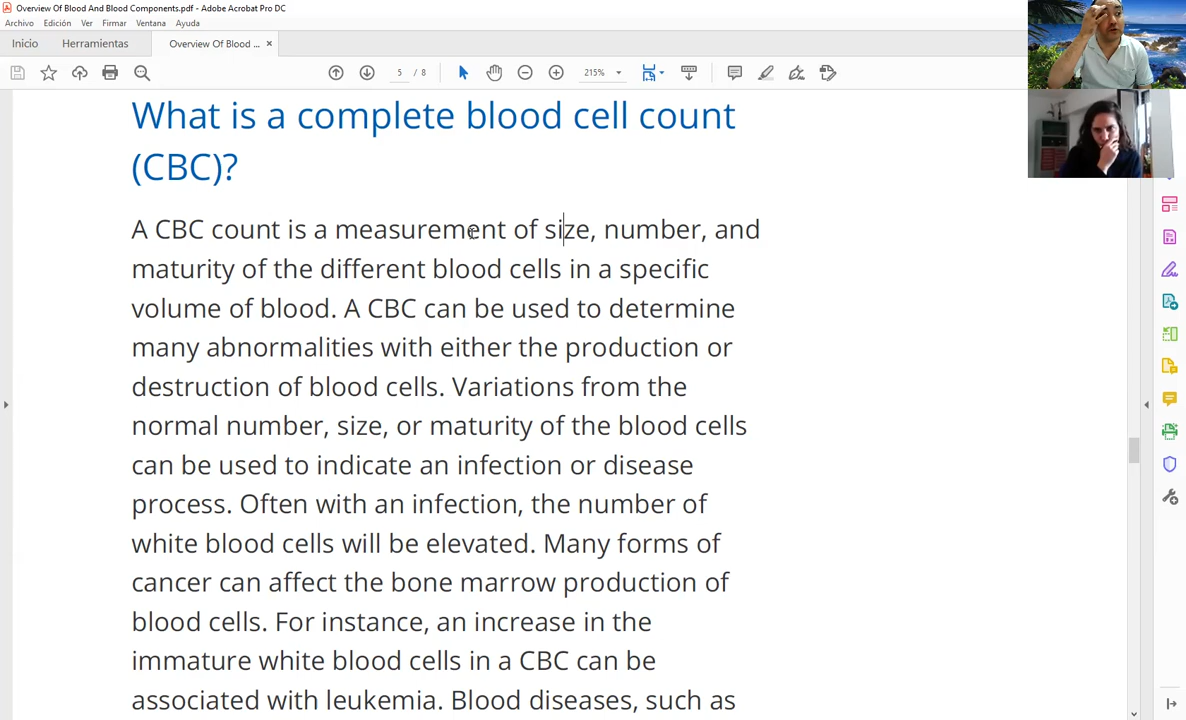 Overview Of Blood And Blood Components.pdf - Adobe Acrobat Pro DC
Archivo Edición Ver Firmar Ventana Ayuda
Inicio Herramientas Overview Of Blood ... ×
5 / 8 215%
What is a complete blood cell count
(CBC)?
A CBC count is a measurement of size, number, and
maturity of the different blood cells in a specific
volume of blood. A CBC can be used to determine
many abnormalities with either the production or
destruction of blood cells. Variations from the
normal number, size, or maturity of the blood cells
can be used to indicate an infection or disease
process. Often with an infection, the number of
white blood cells will be elevated. Many forms of
cancer can affect the bone marrow production of
blood cells. For instance, an increase in the
immature white blood cells in a CBC can be
associated with leukemia. Blood diseases, such as